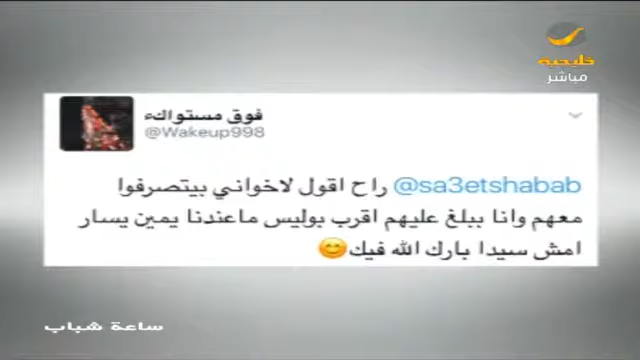 خليجية
مباشر
فوق مستواكء
@Wakeup998
@sa3etshabab راح اقول لاخواني بيتصرفوا
معهم وانا ببلغ عليهم اقرب بوليس ماعندنا يمين يسار
امش سيدا بارك الله فيك😊
ساعة شباب